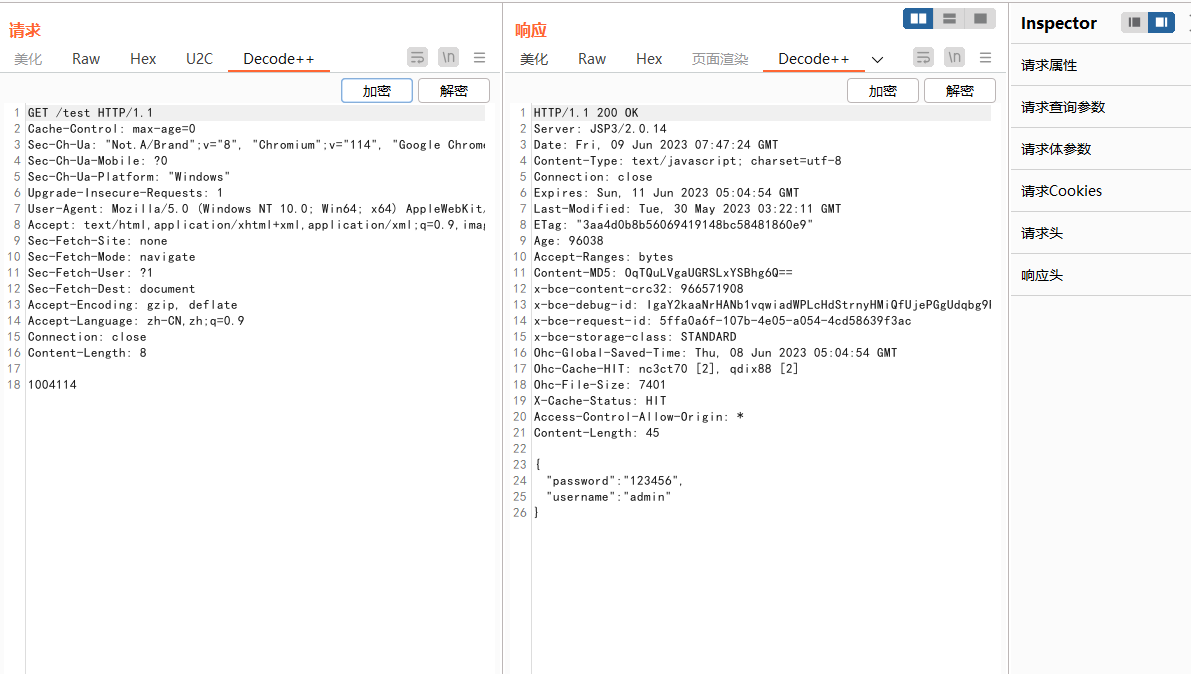 请求
美化 Raw Hex U2C Decode++ \n
加密 解密
1 GET /test HTTP/1.1
2 Cache-Control: max-age=0
3 Sec-Ch-Ua: "Not.A/Brand";v="8", "Chromium";v="114", "Google Chrome
4 Sec-Ch-Ua-Mobile: ?0
5 Sec-Ch-Ua-Platform: "Windows"
6 Upgrade-Insecure-Requests: 1
7 User-Agent: Mozilla/5.0 (Windows NT 10.0; Win64; x64) AppleWebKit/
8 Accept: text/html,application/xhtml+xml,application/xml;q=0.9,imag
9 Sec-Fetch-Site: none
10 Sec-Fetch-Mode: navigate
11 Sec-Fetch-User: ?1
12 Sec-Fetch-Dest: document
13 Accept-Encoding: gzip, deflate
14 Accept-Language: zh-CN,zh;q=0.9
15 Connection: close
16 Content-Length: 8
17
18 1004114
响应
美化 Raw Hex 页面渲染 Decode++ \n
加密 解密
1 HTTP/1.1 200 OK
2 Server: JSP3/2.0.14
3 Date: Fri, 09 Jun 2023 07:47:24 GMT
4 Content-Type: text/javascript; charset=utf-8
5 Connection: close
6 Expires: Sun, 11 Jun 2023 05:04:54 GMT
7 Last-Modified: Tue, 30 May 2023 03:22:11 GMT
8 ETag: "3aa4d0b8b56069419148bc58481860e9"
9 Age: 96038
10 Accept-Ranges: bytes
11 Content-MD5: OqTQuLVgaUGRSLxYSBhg6Q==
12 x-bce-content-crc32: 966571908
13 x-bce-debug-id: IgaY2kaaNrHANb1vqwiadWPLcHdStrnyHMiQfUjePGgUdqbg9
14 x-bce-request-id: 5ffa0a6f-107b-4e05-a054-4cd58639f3ac
15 x-bce-storage-class: STANDARD
16 Ohc-Global-Saved-Time: Thu, 08 Jun 2023 05:04:54 GMT
17 Ohc-Cache-HIT: nc3ct70 [2], qdix88 [2]
18 Ohc-File-Size: 7401
19 X-Cache-Status: HIT
20 Access-Control-Allow-Origin: *
21 Content-Length: 45
22
23 {
24 "password":"123456",
25 "username":"admin"
26 }
Inspector
请求属性
请求查询参数
请求体参数
请求Cookies
请求头
响应头